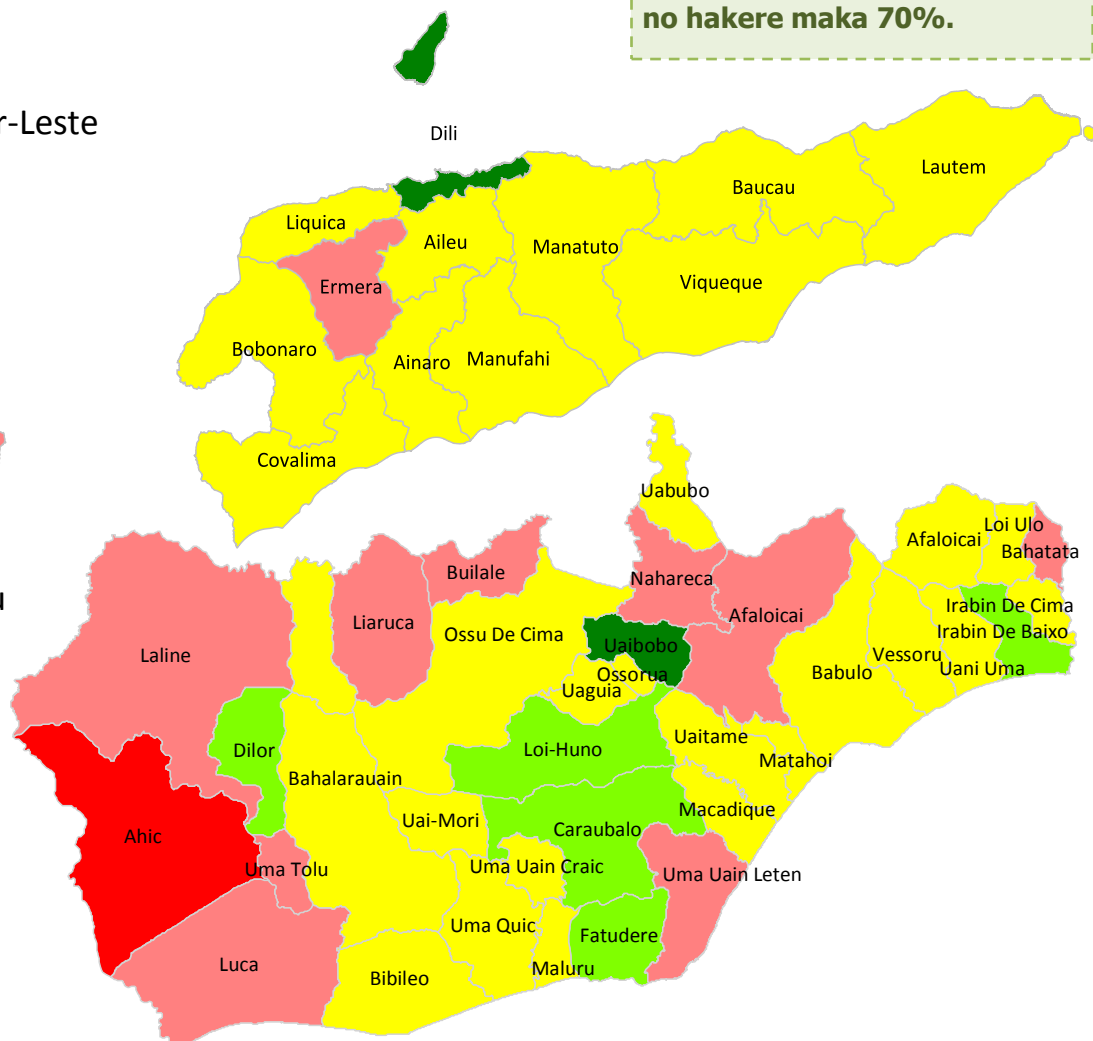 no hakere maka 70%.
r-Leste
Dili
Lautem
Baucau
Liquica
Aileu
Manatuto
Viqueque
Ermera
Bobonaro
Ainaro
Manufahi
Covalima
Uabubo
Loi Ulo
Afaloicai
Bahatata
Builale
Nahareca
u
Irabin De Cima
Afaloicai
Liaruca
Ossu De Cima
Irabin De Baixo
Uaibobo
Laline
Vessoru
Uani Uma
Ossorua
Babulo
Uaguia
Uaitame
Dilor
Loi-Huno
Matahoi
Bahalarauain
Macadique
Uai-Mori
Caraubalo
Ahic
Uma Tolu
Uma Uain Craic
Uma Uain Leten
Uma Quic
Fatudere
Luca
Maluru
Bibileo